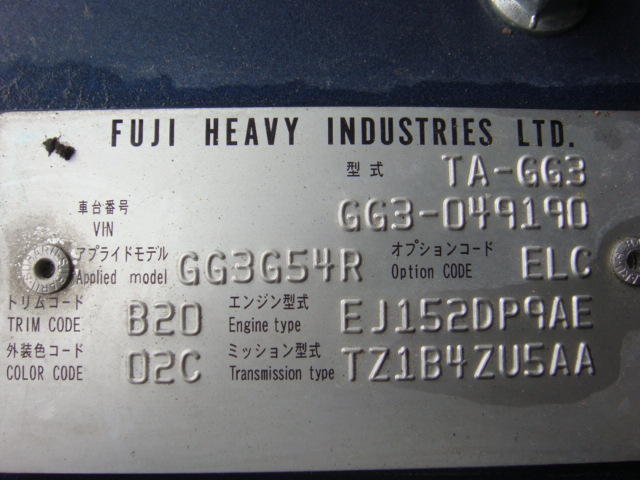 FUJI HEAVY INDUSTRIES LTD.
型式 TA-GG3
車台番号
VIN GG3-049190
アプライドモデル オプションコード
Applied model GG3G54R Option CODE ELC
トリムコード エンジン型式
TRIM CODE B20 Engine type EJ152DP9AE
外装色コード ミッション型式
COLOR CODE 02C Transmission type TZ1B4ZU5AA